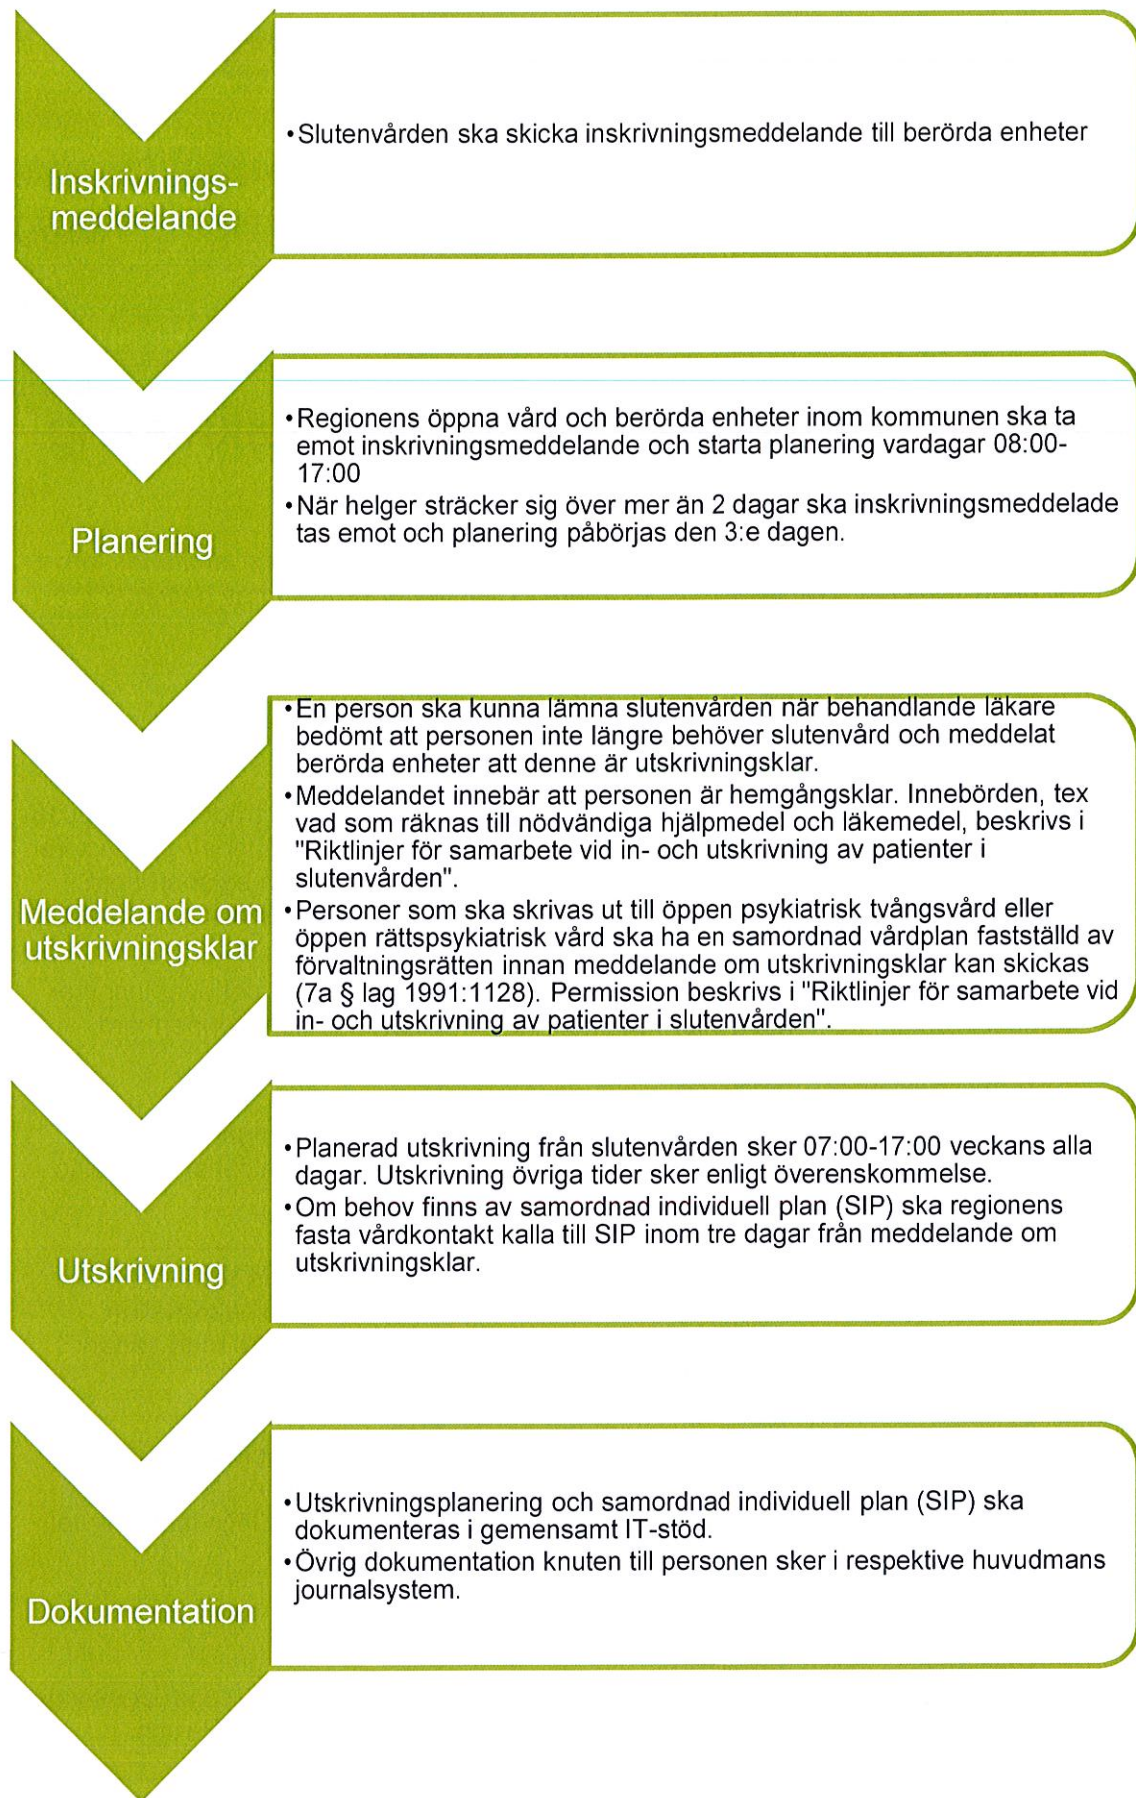 Inskrivnings-
meddelande
•Slutenvården ska skicka inskrivningsmeddelande till berörda enheter
Planering
•Regionens öppna vård och berörda enheter inom kommunen ska ta
emot inskrivningsmeddelande och starta planering vardagar 08:00-
17:00
•När helger sträcker sig över mer än 2 dagar ska inskrivningsmeddelade
tas emot och planering påbörjas den 3:e dagen.
Meddelande om
utskrivningsklar
•En person ska kunna lämna slutenvården när behandlande läkare
bedömt att personen inte längre behöver slutenvård och meddelat
berörda enheter att denne är utskrivningsklar.
•Meddelandet innebär att personen är hemgångsklar. Innebörden, tex
vad som räknas till nödvändiga hjälpmedel och läkemedel, beskrivs i
"Riktlinjer för samarbete vid in- och utskrivning av patienter i
slutenvården".
•Personer som ska skrivas ut till öppen psykiatrisk tvångsvård eller
öppen rättspsykiatrisk vård ska ha en samordnad vårdplan fastställd av
förvaltningsrätten innan meddelande om utskrivningsklar kan skickas
(7a § lag 1991:1128). Permission beskrivs i "Riktlinjer för samarbete vid
in- och utskrivning av patienter i slutenvården".
Utskrivning
•Planerad utskrivning från slutenvården sker 07:00-17:00 veckans alla
dagar. Utskrivning övriga tider sker enligt överenskommelse.
•Om behov finns av samordnad individuell plan (SIP) ska regionens
fasta vårdkontakt kalla till SIP inom tre dagar från meddelande om
utskrivningsklar.
Dokumentation
•Utskrivningsplanering och samordnad individuell plan (SIP) ska
dokumenteras i gemensamt IT-stöd.
•Övrig dokumentation knuten till personen sker i respektive huvudmans
journalsystem.